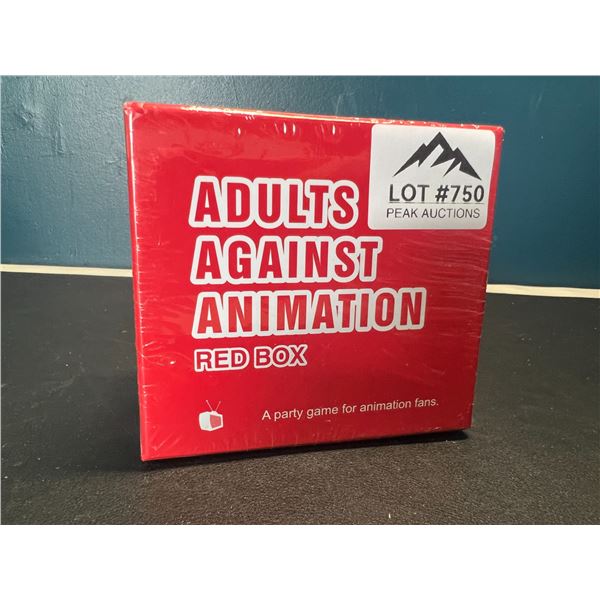 LOT #750
PEAK AUCTIONS
ADULTS
AGAINST
ANIMATION
RED BOX
A party game for animation fans.